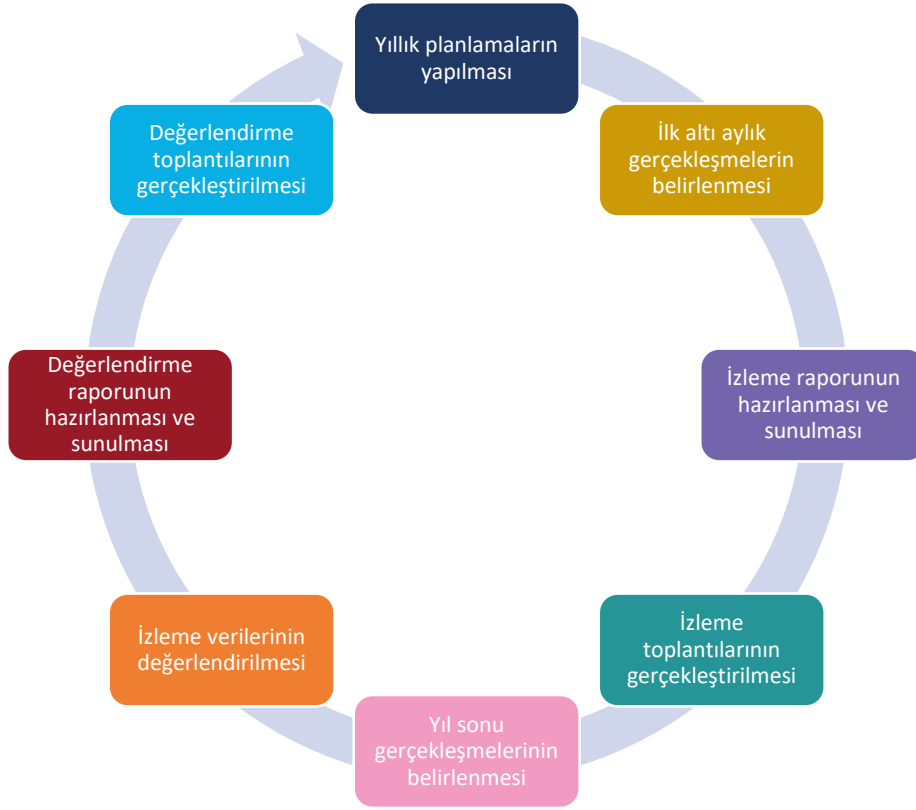 Yıllık planlamaların
yapılması
İlk altı aylık
gerçekleşmelerin
belirlenmesi
İzleme raporunun
hazırlanması ve
sunulması
İzleme
toplantılarının
gerçekleştirilmesi
Yıl sonu
gerçekleşmelerinin
belirlenmesi
İzleme verilerinin
değerlendirilmesi
Değerlendirme
raporunun
hazırlanması ve
sunulması
Değerlendirme
toplantılarının
gerçekleştirilmesi